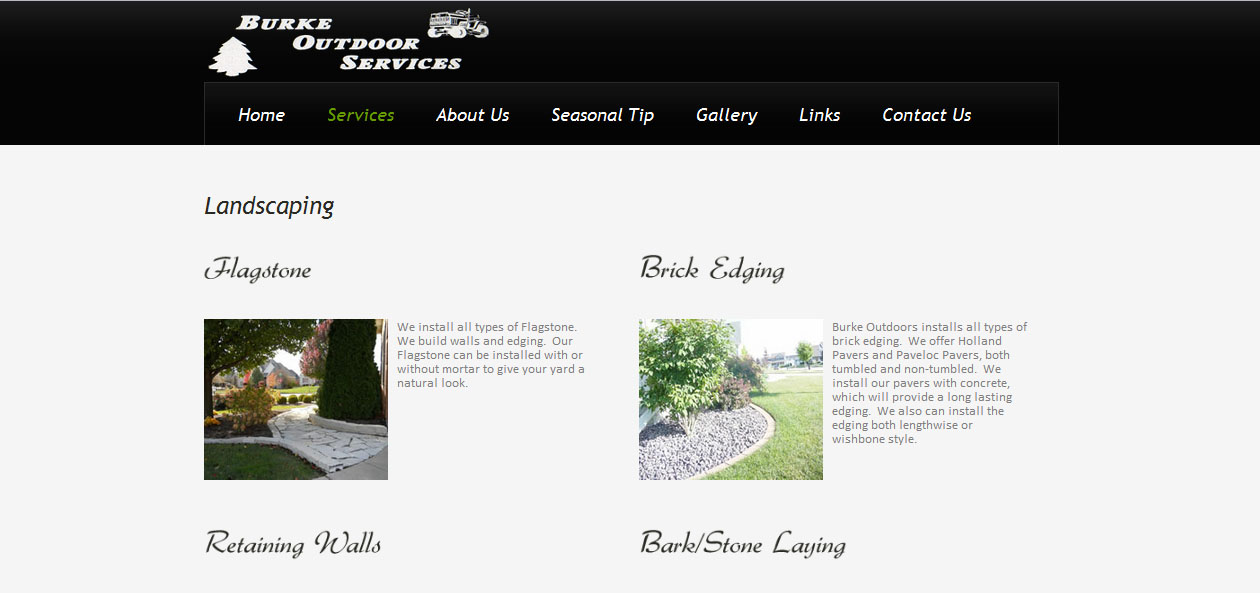 Burke
Outdoor
Services
Home Services About Us Seasonal Tip Gallery Links Contact Us
Landscaping
Flagstone
We install all types of Flagstone.
We build walls and edging. Our
Flagstone can be installed with or
without mortar to give your yard a
natural look.
Brick Edging
Burke Outdoors installs all types of
brick edging. We offer Holland
Pavers and Paveloc Pavers, both
tumbled and non-tumbled. We
install our pavers with concrete,
which will provide a long lasting
edging. We also can install the
edging both lengthwise or
wishbone style.
Retaining Walls
Bark/Stone Laying